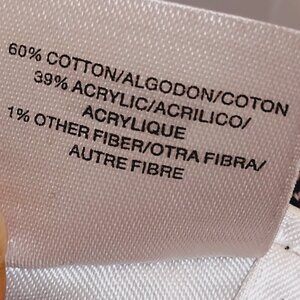 60% COTTON/ALGODON/COTON
39% ACRYLIC/ACRILICO/
ACRYLIQUE
1% OTHER FIBER/OTRA FIBRA/
AUTRE FIBRE